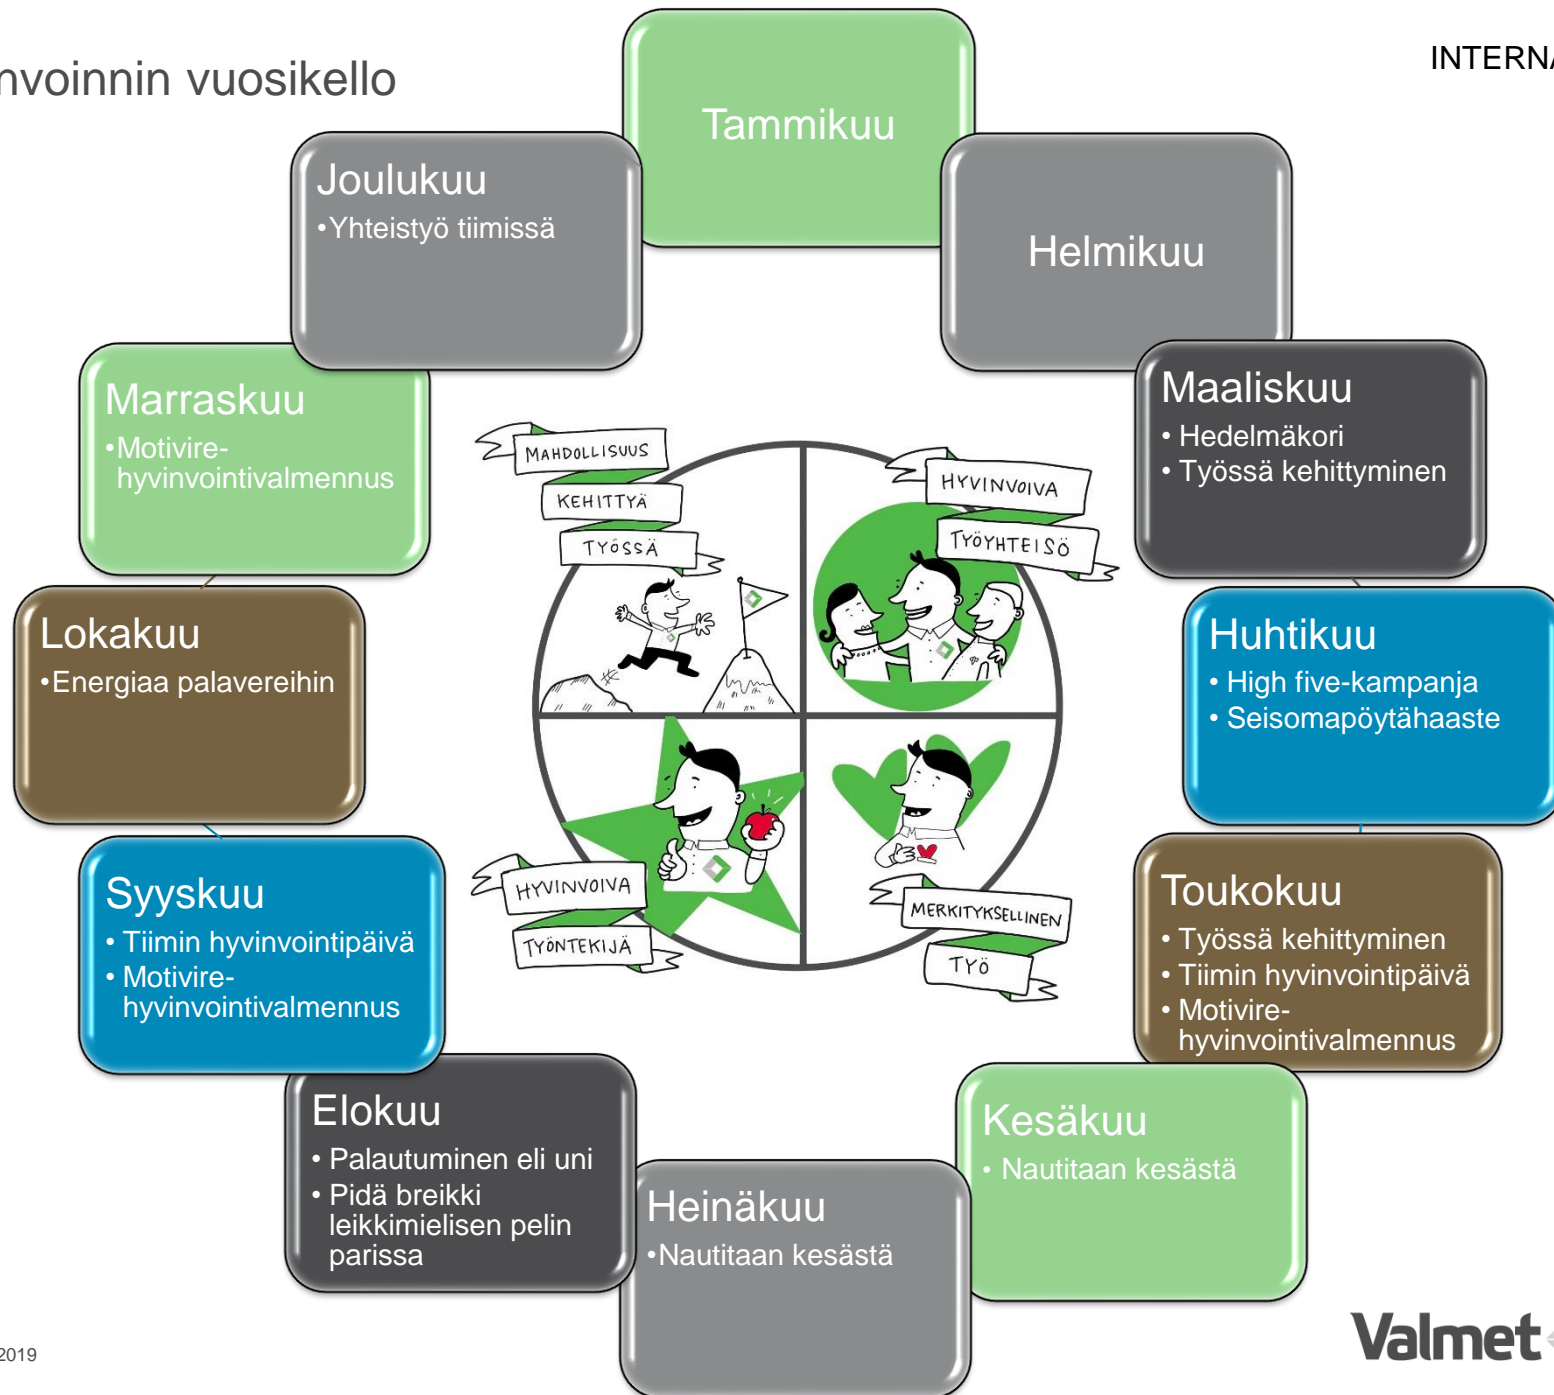 nvoinnin vuosikello
INTERNA
Tammikuu
Helmikuu
Maaliskuu
• Hedelmäkori
• Työssä kehittyminen
Huhtikuu
• High five-kampanja
• Seisomapöytähaaste
Toukokuu
• Työssä kehittyminen
• Tiimin hyvinvointipäivä
• Motivire-
hyvinvointivalmennus
Kesäkuu
• Nautitaan kesästä
Heinäkuu
•Nautitaan kesästä
Elokuu
• Palautuminen eli uni
• Pidä breikki
leikkimielisen pelin
parissa
Syyskuu
• Tiimin hyvinvointipäivä
• Motivire-
hyvinvointivalmennus
Lokakuu
•Energiaa palavereihin
Marraskuu
•Motivire-
hyvinvointivalmennus
Joulukuu
•Yhteistyö tiimissä
MAHDOLLISUUS
KEHITTYÄ
TYÖSSÄ
HYVINVOIVA
TYÖYHTEISÖ
HYVINVOIVA
TYÖNTEKIJÄ
MERKITYKSELLINEN
TYÖ
2019
Valmet